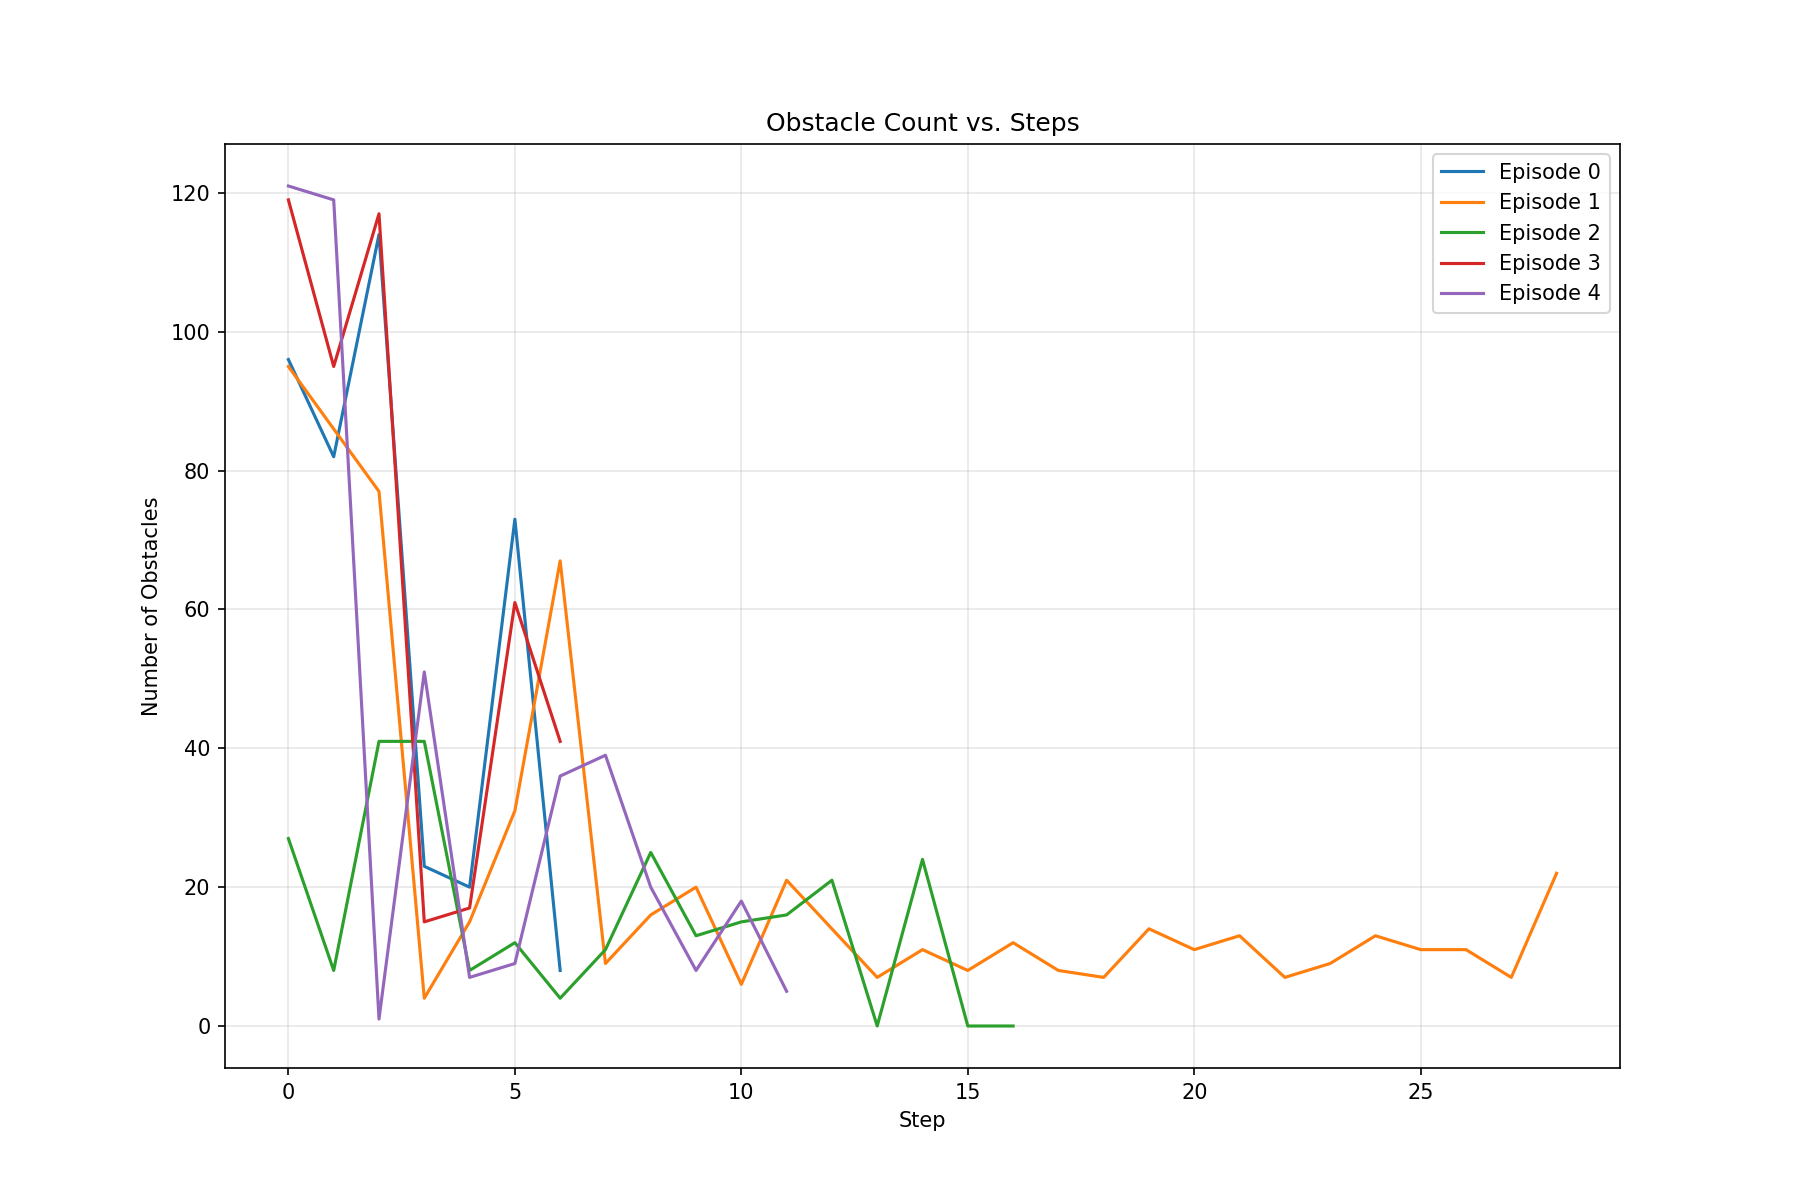 Obstacle Count vs. Steps
Episode 0
Episode 1
Episode 2
Episode 3
Episode 4
120
100
80
60
40
20
0
Number of Obstacles
0 5 10 15 20 25
Step